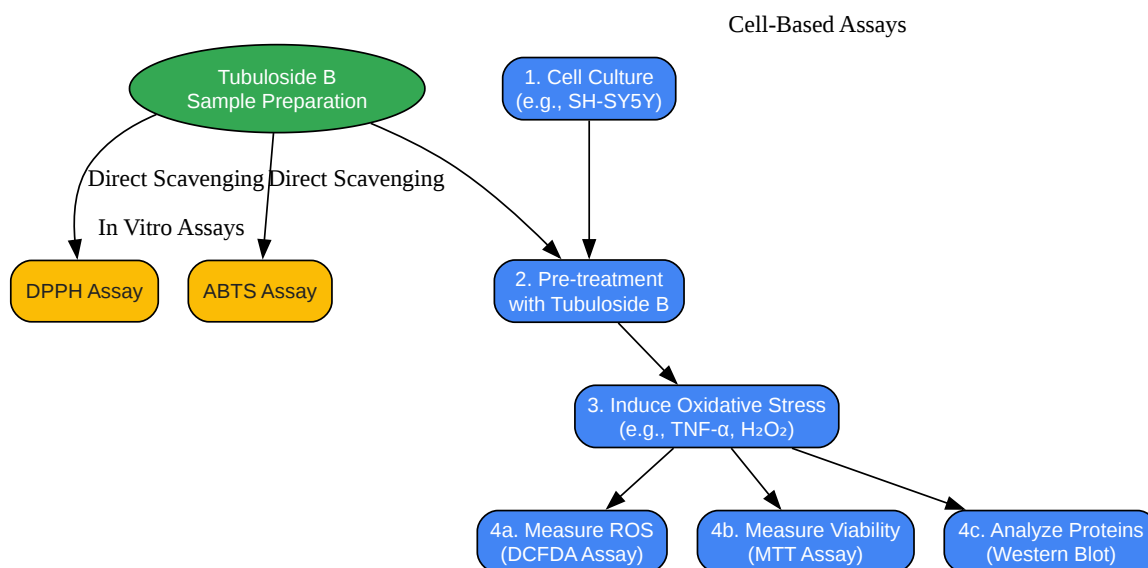 Cell-Based Assays
Tubuloside B
Sample Preparation
1. Cell Culture
(e.g., SH-SY5Y)
Direct Scavenging
Direct Scavenging
In Vitro Assays
DPPH Assay
ABTS Assay
2. Pre-treatment
with Tubuloside B
3. Induce Oxidative Stress
(e.g., TNF-α, H₂O₂)
4a. Measure ROS
(DCFDA Assay)
4b. Measure Viability
(MTT Assay)
4c. Analyze Proteins
(Western Blot)